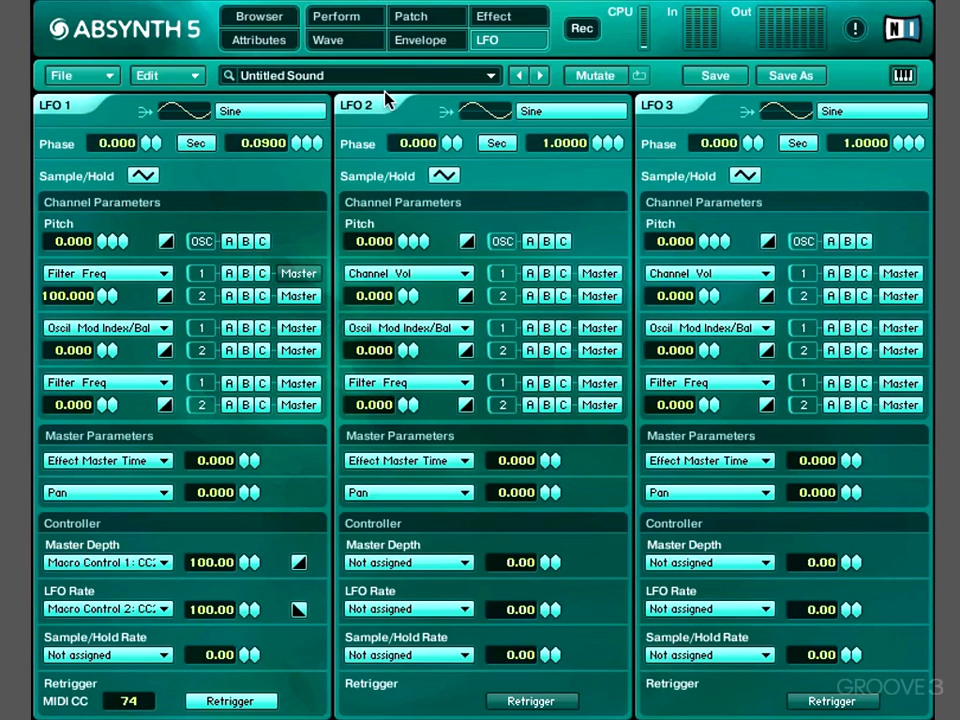 ABSYNTH 5
Browser Perform Patch Effect
Attributes Wave Envelope LFO
Rec CPU In Out
! NI
File Edit Untitled Sound Mutate Save Save As
LFO 1 Sine
Phase 0.000 Sec 0.0900
Sample/Hold
Channel Parameters
Pitch
0.000 OSC A B C
Filter Freq 1 A B C Master
100.000 2 A B C Master
Oscil Mod Index/Bal 1 A B C Master
0.000 2 A B C Master
Filter Freq 1 A B C Master
0.000 2 A B C Master
Master Parameters
Effect Master Time 0.000
Pan 0.000
Controller
Master Depth
Macro Control 1: CC: 100.00
LFO Rate
Macro Control 2: CC: 100.00
Sample/Hold Rate
Not assigned 0.00
Retrigger
MIDI CC 74 Retrigger
LFO 2 Sine
Phase 0.000 Sec 1.0000
Sample/Hold
Channel Parameters
Pitch
0.000 OSC A B C
Channel Vol 1 A B C Master
0.000 2 A B C Master
Oscil Mod Index/Bal 1 A B C Master
0.000 2 A B C Master
Filter Freq 1 A B C Master
0.000 2 A B C Master
Master Parameters
Effect Master Time 0.000
Pan 0.000
Controller
Master Depth
Not assigned 0.00
LFO Rate
Not assigned 0.00
Sample/Hold Rate
Not assigned 0.00
Retrigger
Retrigger
LFO 3 Sine
Phase 0.000 Sec 1.0000
Sample/Hold
Channel Parameters
Pitch
0.000 OSC A B C
Channel Vol 1 A B C Master
0.000 2 A B C Master
Oscil Mod Index/Bal 1 A B C Master
0.000 2 A B C Master
Filter Freq 1 A B C Master
0.000 2 A B C Master
Master Parameters
Effect Master Time 0.000
Pan 0.000
Controller
Master Depth
Not assigned 0.00
LFO Rate
Not assigned 0.00
Sample/Hold Rate
Not assigned 0.00
Retrigger
Retrigger
GROOVE3